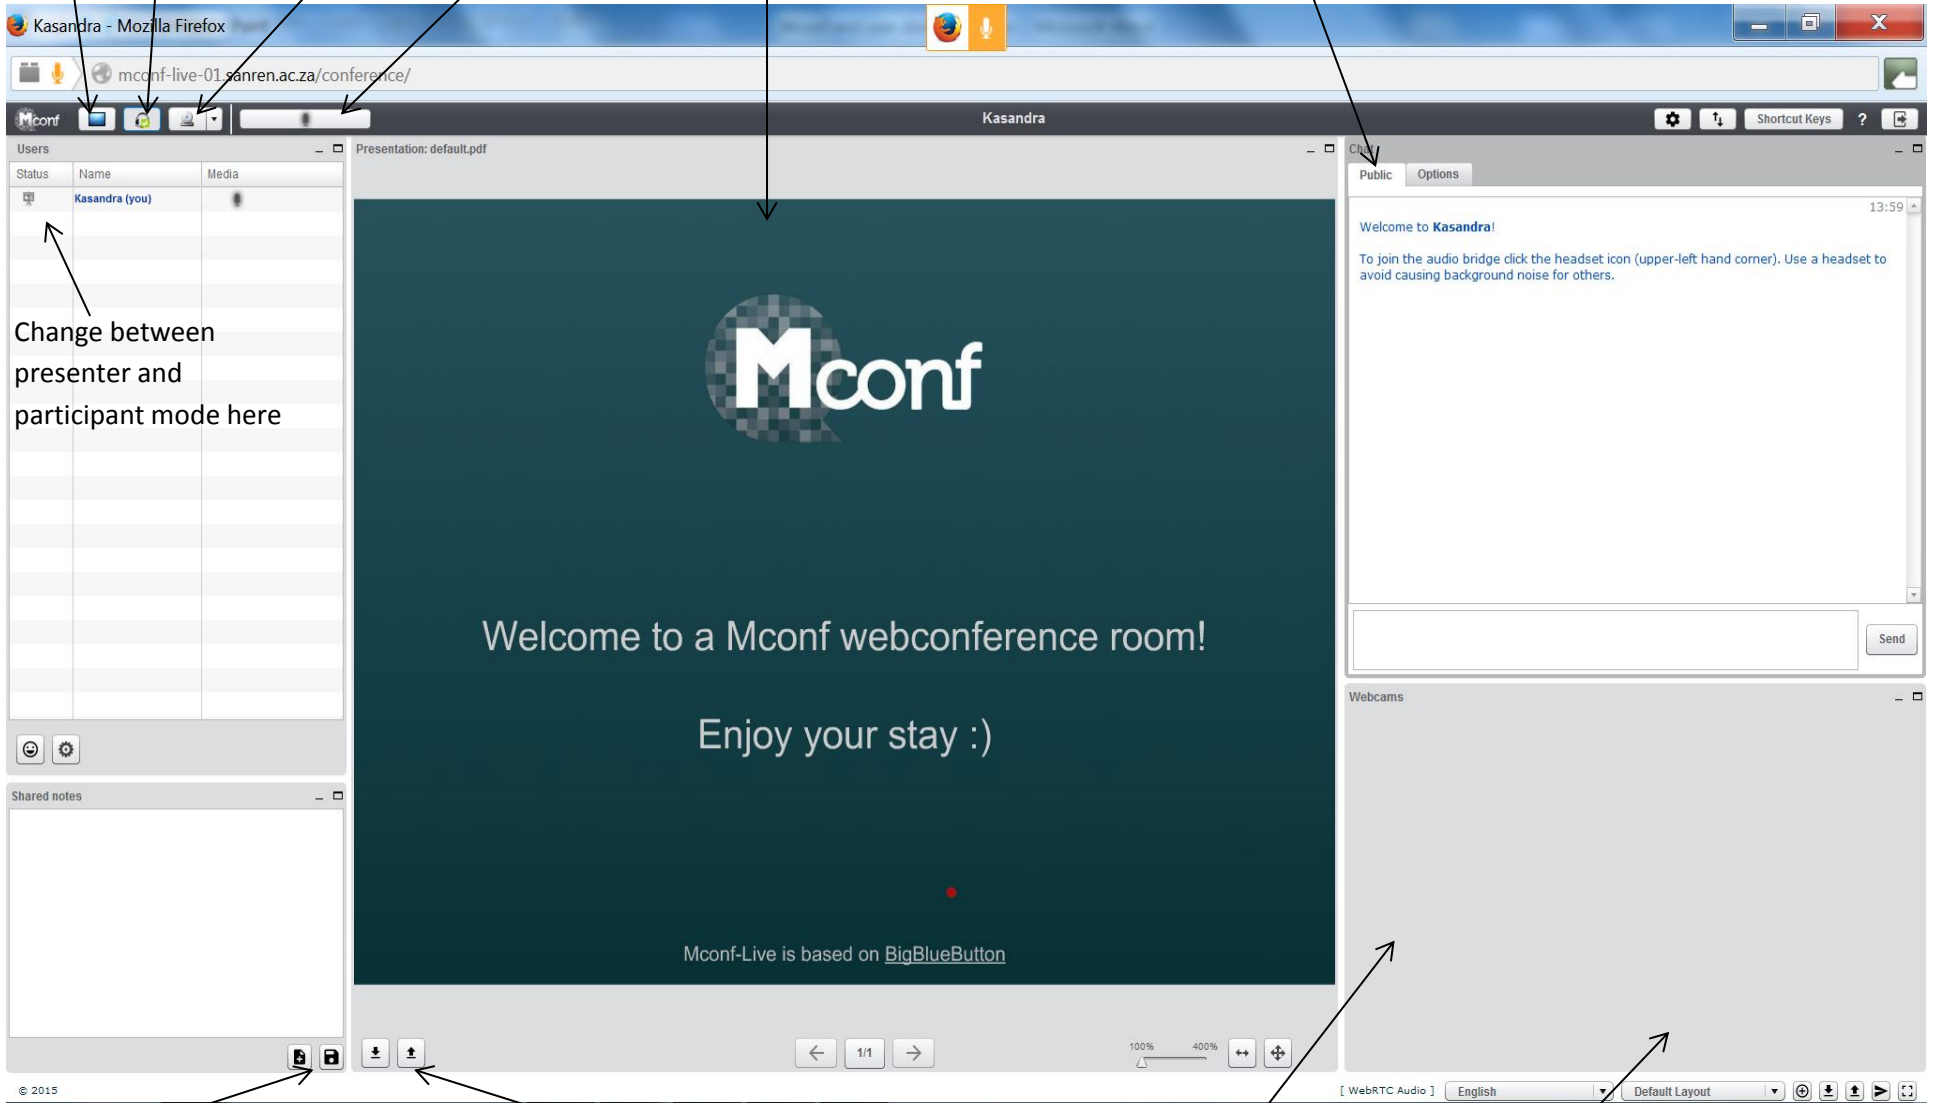 Kasandra - Mozilla Firefox
mconf-live-01.sanren.ac.za/conference/
Mconf
Kasandra
Shortcut Keys
?
Users
Presentation: default.pdf
Chat
Status Name Media
Public Options
Kasandra (you)
13:59
Welcome to Kasandra!
To join the audio bridge click the headset icon (upper-left hand corner). Use a headset to
avoid causing background noise for others.
Change between
presenter and
participant mode here
Mconf
Welcome to a Mconf webconference room!
Enjoy your stay :)
Mconf-Live is based on BigBlueButton
Send
Webcams
Shared notes
1/1
100% 400%
© 2015
[ WebRTC Audio ] English Default Layout